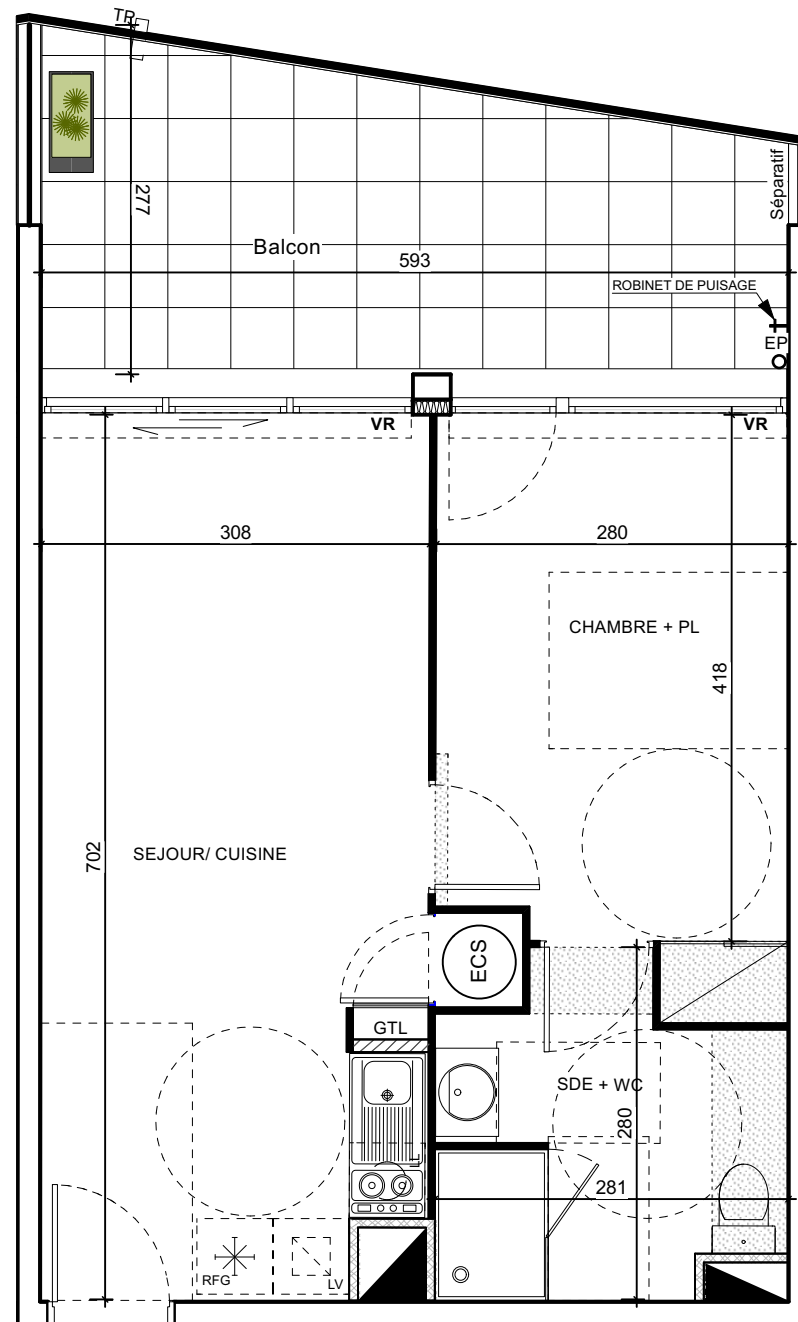 TR
Séparatif
277
Balcon
593
ROBINET DE PUISAGE
EP
VR
VR
308
280
CHAMBRE + PL
418
702
SEJOUR/ CUISINE
ECS
GTL
SDE + WC
280
281
RFG
LV